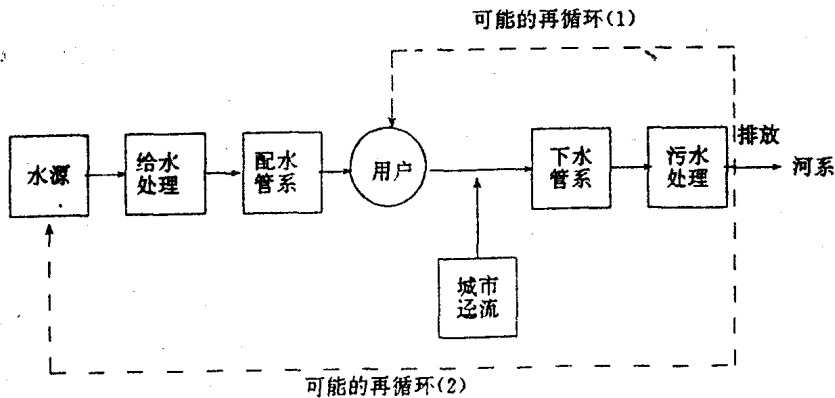 可能的再循环(1)
水源
给水
处理
配水
管系
用户
下水
管系
污水
处理
排放
河系
城市
迳流
可能的再循环(2)